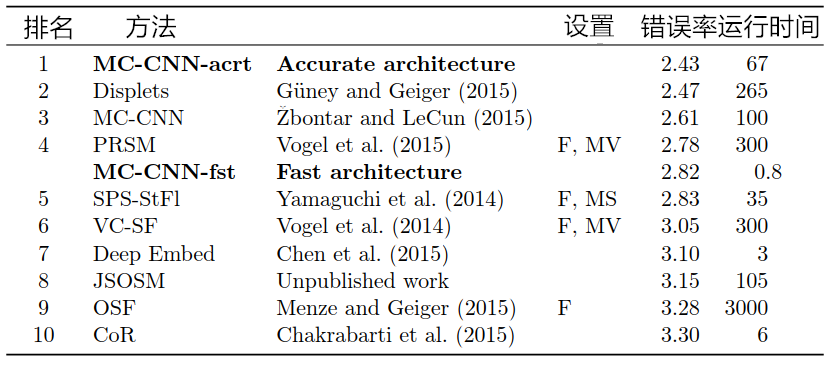 排名 方法 设置 错误率 运行时间
1 MC-CNN-acrt Accurate architecture 2.43 67
2 Displets Güney and Geiger (2015) 2.47 265
3 MC-CNN Žbontar and LeCun (2015) 2.61 100
4 PRSM Vogel et al. (2015) F, MV 2.78 300
MC-CNN-fst Fast architecture 2.82 0.8
5 SPS-StFl Yamaguchi et al. (2014) F, MS 2.83 35
6 VC-SF Vogel et al. (2014) F, MV 3.05 300
7 Deep Embed Chen et al. (2015) 3.10 3
8 JSOSM Unpublished work 3.15 105
9 OSF Menze and Geiger (2015) F 3.28 3000
10 CoR Chakrabarti et al. (2015) 3.30 6